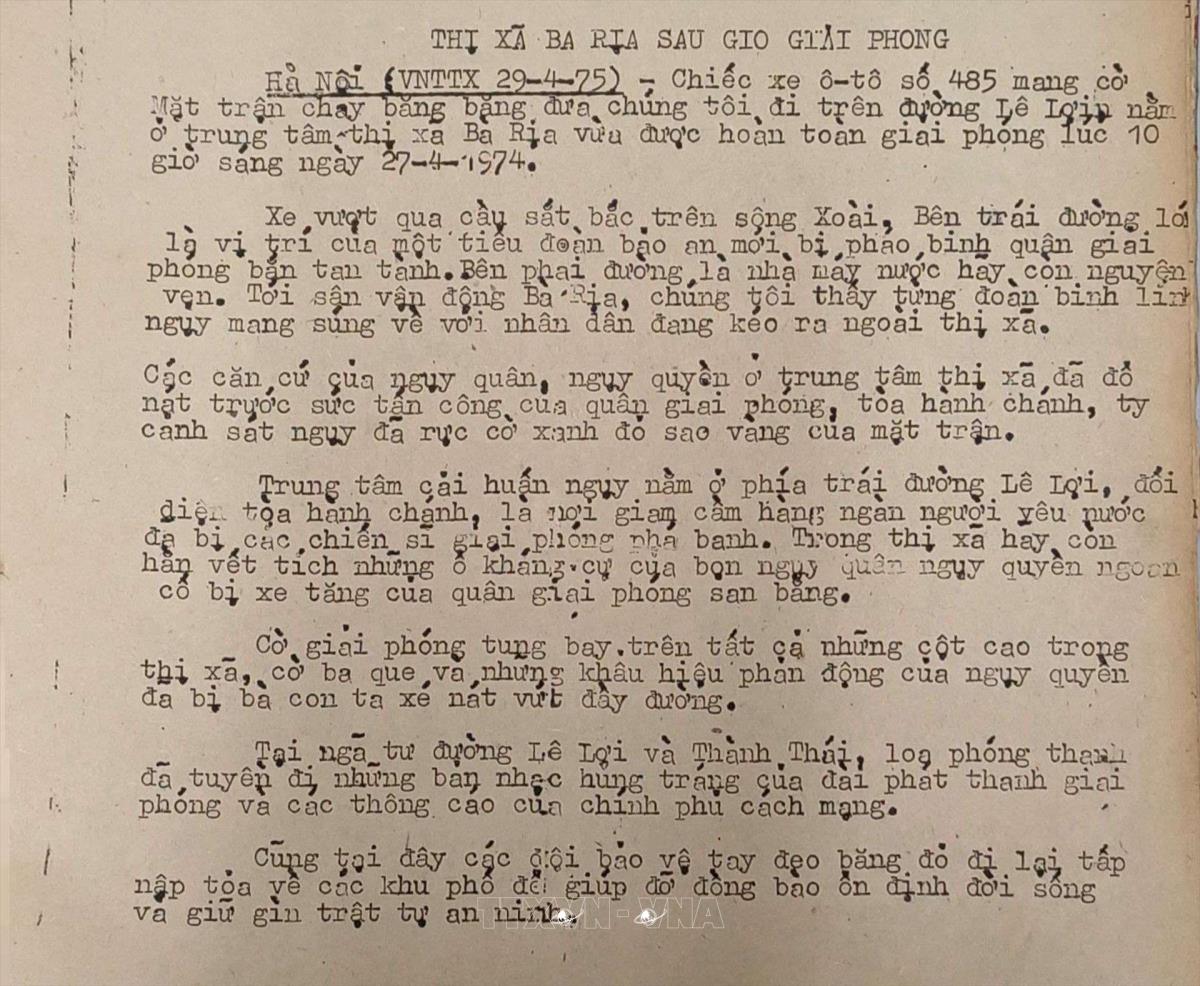 THỊ XÃ BA RỊA SAU GIO GIẢI PHONG
Hà Nội (VNTTX 29-4-75) - Chiếc xe ô-tô số 485 mang cờ
Mặt trận chạy băng băng đưa chúng tôi đi trên đường Lê Lợi nằm
ở trung tâm thị xã Ba Rịa vừa được hoàn toàn giải phóng lúc 10
giờ sáng ngày 27-4-1974.
Xe vượt qua cầu sắt bắc trên sông Xoài, Bên trái đường lối
là vị trí của một tiểu đoàn bảo an mới bị pháo binh quân giải
phóng bắn tan tành. Bên phải đường là nhà máy nước hãy còn nguyên
vẹn. Tới sân vận động Bà Rịa, chúng tôi thấy từng đoàn binh lính
ngụy mang súng về với nhân dân đang kéo ra ngoài thị xã.
Các căn cứ của ngụy quân, ngụy quyền ở trung tâm thị xã đã đổ
nát trước sức tấn công của quân giải phóng, tòa hành chánh, ty
cảnh sát ngụy đã rực cờ xanh đỏ sao vàng của mặt trận.
Trung tâm cải huấn ngụy nằm ở phía trái đường Lê Lợi, đối
diện tòa hành chánh, là nơi giam cầm hàng ngàn người yêu nước
đã bị các chiến sĩ giải phóng phá banh. Trong thị xã hãy còn
hằn vết tích những ổ kháng cự của bọn ngụy quân ngụy quyền ngoan
cố bị xe tăng của quân giải phóng san bằng.
Cờ giải phóng tung bay trên tất cả những cột cao trong
thị xã, cờ ba que và những khẩu hiệu phản động của ngụy quyền
đã bị bà con ta xé nát vứt đầy đường.
Tại ngã tư đường Lê Lợi và Thành Thái, loa phóng thanh
đã tuyền đi những bản nhạc hùng tráng của đài phát thanh giải
phóng và các thông cáo của chính phủ cách mạng.
Cũng tại đây các đội bảo vệ tay đẹo băng đỏ đi lại tấp
nập tỏa về các khu phố để giúp đỡ đồng bào ổn định đời sống
và giữ gìn trật tự an ninh.
TTXVN-VNA